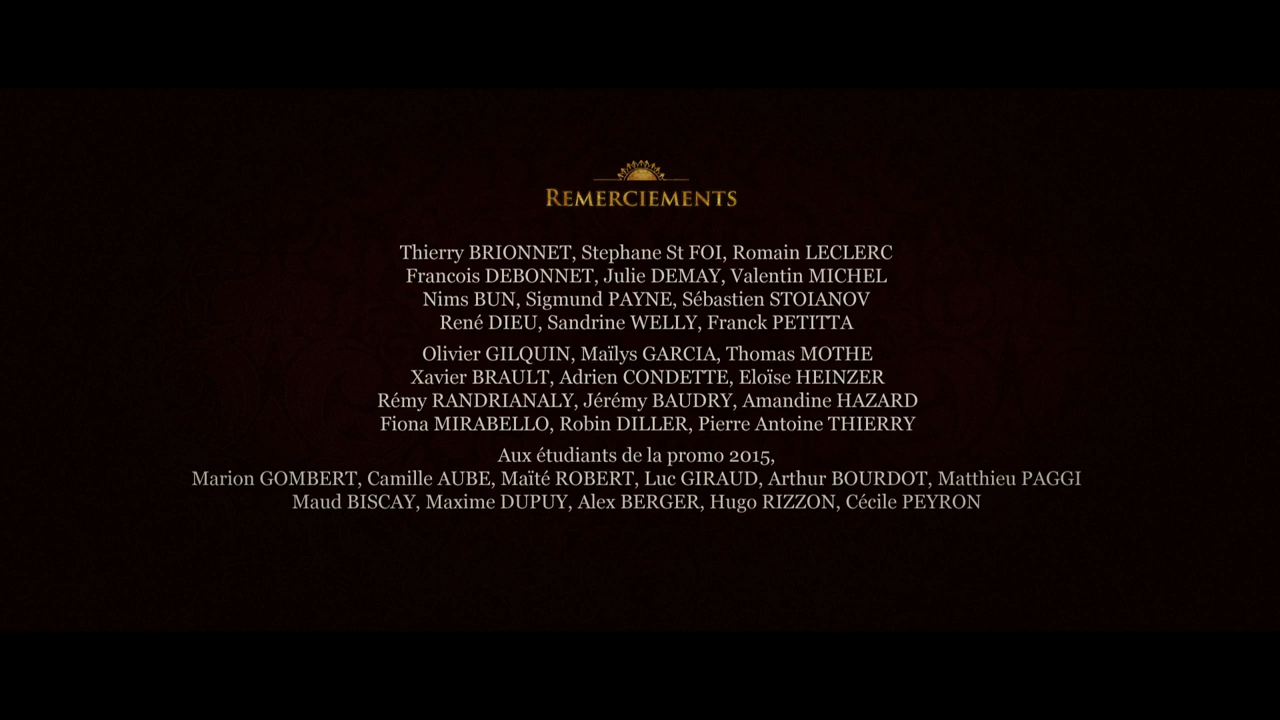 REMERCIEMENTS
Thierry BRIONNET, Stephane St FOI, Romain LECLERC
Francois DEBONNET, Julie DEMAY, Valentin MICHEL
Nims BUN, Sigmund PAYNE, Sébastien STOIANOV
René DIEU, Sandrine WELLY, Franck PETITTA
Olivier GILQUIN, Maïlys GARCIA, Thomas MOTHE
Xavier BRAULT, Adrien CONDETTE, Eloïse HEINZER
Rémy RANDRIANALY, Jérémy BAUDRY, Amandine HAZARD
Fiona MIRABELLO, Robin DILLER, Pierre Antoine THIERRY
Aux étudiants de la promo 2015,
Marion GOMBERT, Camille AUBE, Maïté ROBERT, Luc GIRAUD, Arthur BOURDOT, Matthieu PAGGI
Maud BISCAY, Maxime DUPUY, Alex BERGER, Hugo RIZZON, Cécile PEYRON